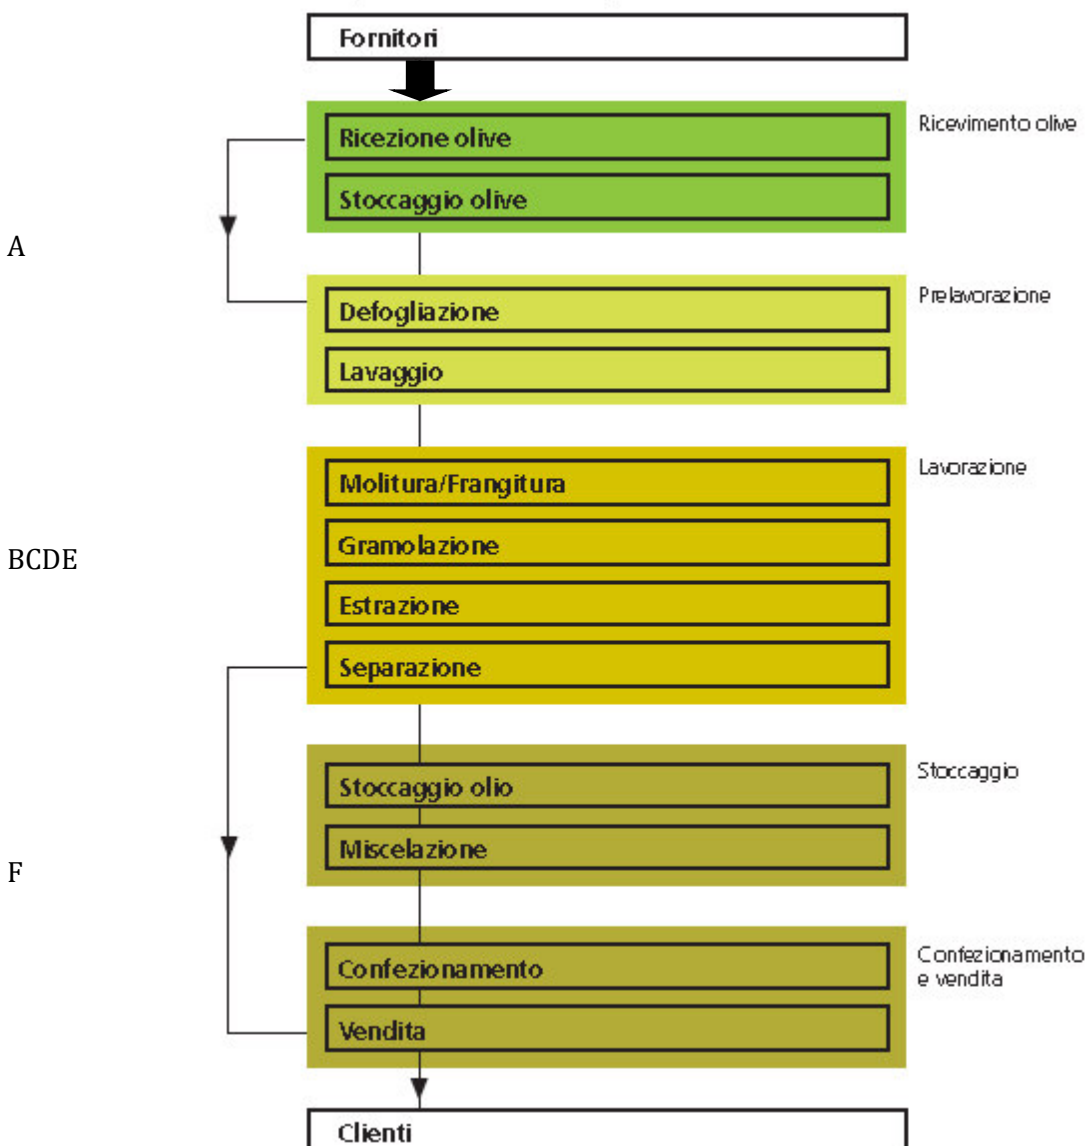 Fornitori
Ricezione olive
Ricevimento olive
Stoccaggio olive
A
Defogliazione
Prelavorazione
Lavaggio
Molitura/Frangitura
Lavorazione
Gramolazione
BCDE
Estrazione
Separazione
Stoccaggio olio
Stoccaggio
Miscelazione
F
Confezionamento
Confezionamento
e vendita
Vendita
Clienti